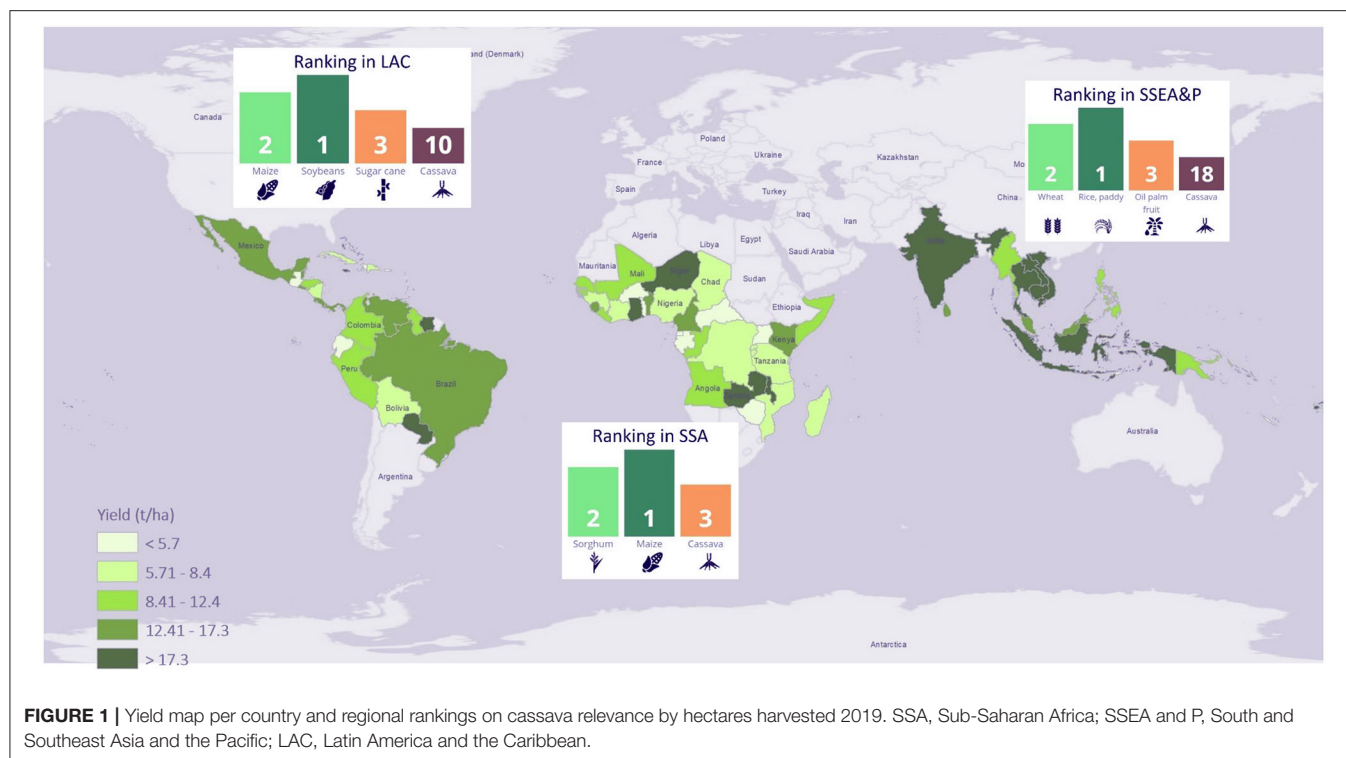 and (Denmark)
Canada
Ranking in LAC
2
1
3
10
Maize
Soybeans
Sugar cane
Cassava
Ranking in SSEA&P
2
1
3
18
Wheat
Rice, paddy
Oil palm
fruit
Cassava
Poland
Ukraine
France
Kazakhstan
Mo
Spain
Turkey
China
Iraq
Iran
Algeria
Libya
Egypt
Saudi Arabia
Mexico
Mauritania
Mali
Niger
Chad
Sudan
India
Nigeria
Ethiopia
Colombia
Kenya
Peru
Brazil
Tanzania
Angola
Bolivia
Zambia
Australia
Argentina
Ranking in SSA
2
1
3
Sorghum
Maize
Cassava
Yield (t/ha)
< 5.7
5.71 - 8.4
8.41 - 12.4
12.41 - 17.3
> 17.3
Antarctica
FIGURE 1 | Yield map per country and regional rankings on cassava relevance by hectares harvested 2019. SSA, Sub-Saharan Africa; SSEA and P, South and
Southeast Asia and the Pacific; LAC, Latin America and the Caribbean.